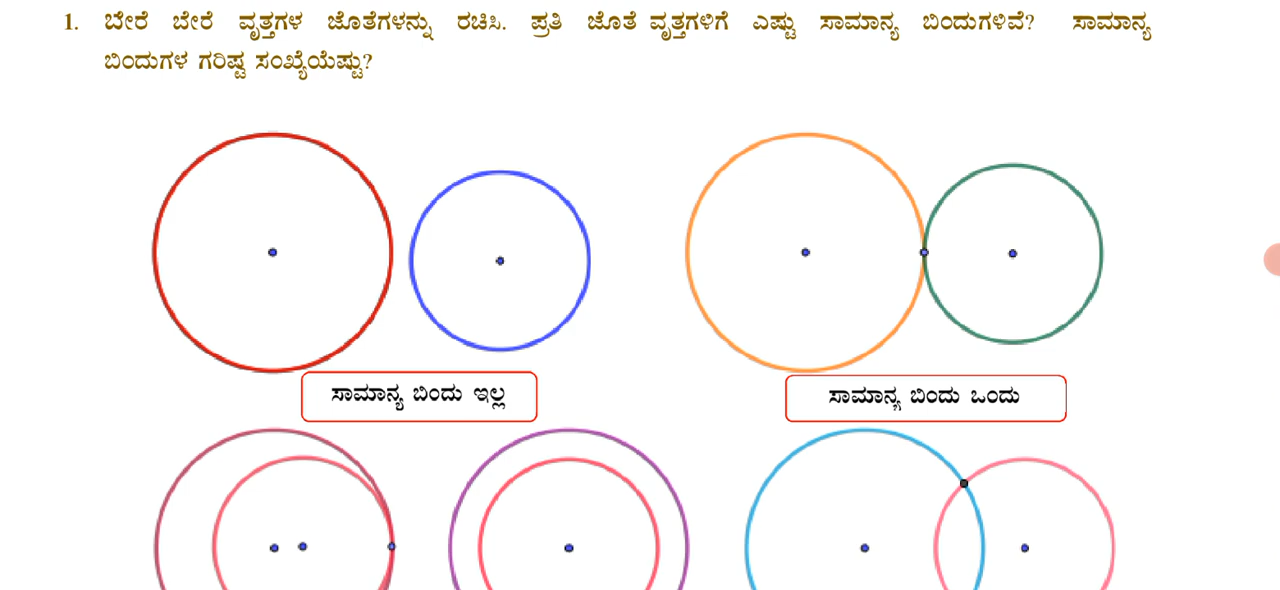 1. ಬೇರೆ ಬೇರೆ ವೃತ್ತಗಳ ಜೊತೆಗಳನ್ನು ರಚಿಸಿ. ಪ್ರತಿ ಜೊತೆ ವೃತ್ತಗಳಿಗೆ ಎಷ್ಟು ಸಾಮಾನ್ಯ ಬಿಂದುಗಳಿವೆ? ಸಾಮಾನ್ಯ
ಬಿಂದುಗಳ ಗರಿಷ್ಟ ಸಂಖ್ಯೆಯೆಷ್ಟು?
ಸಾಮಾನ್ಯ ಬಿಂದು ಇಲ್ಲ
ಸಾಮಾನ್ಯ ಬಿಂದು ಒಂದು